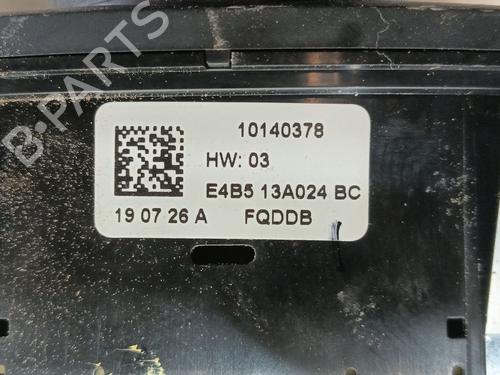 B-PARTS
10140378
HW: 03
E4B5 13A024 BC
19 07 26 A FQDDB